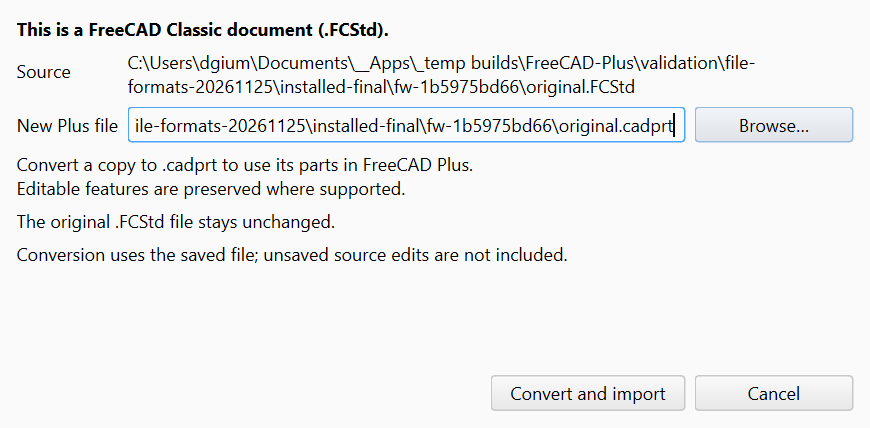 This is a FreeCAD Classic document (.FCStd).
Source
C:\Users\dgium\Documents\__Apps\_temp builds\FreeCAD-Plus\validation\file-
formats-20261125\installed-final\fw-1b5975bd66\original.FCStd
New Plus file
ile-formats-20261125\installed-final\fw-1b5975bd66\original.cadprt
Browse...
Convert a copy to .cadprt to use its parts in FreeCAD Plus.
Editable features are preserved where supported.
The original .FCStd file stays unchanged.
Conversion uses the saved file; unsaved source edits are not included.
Convert and import
Cancel